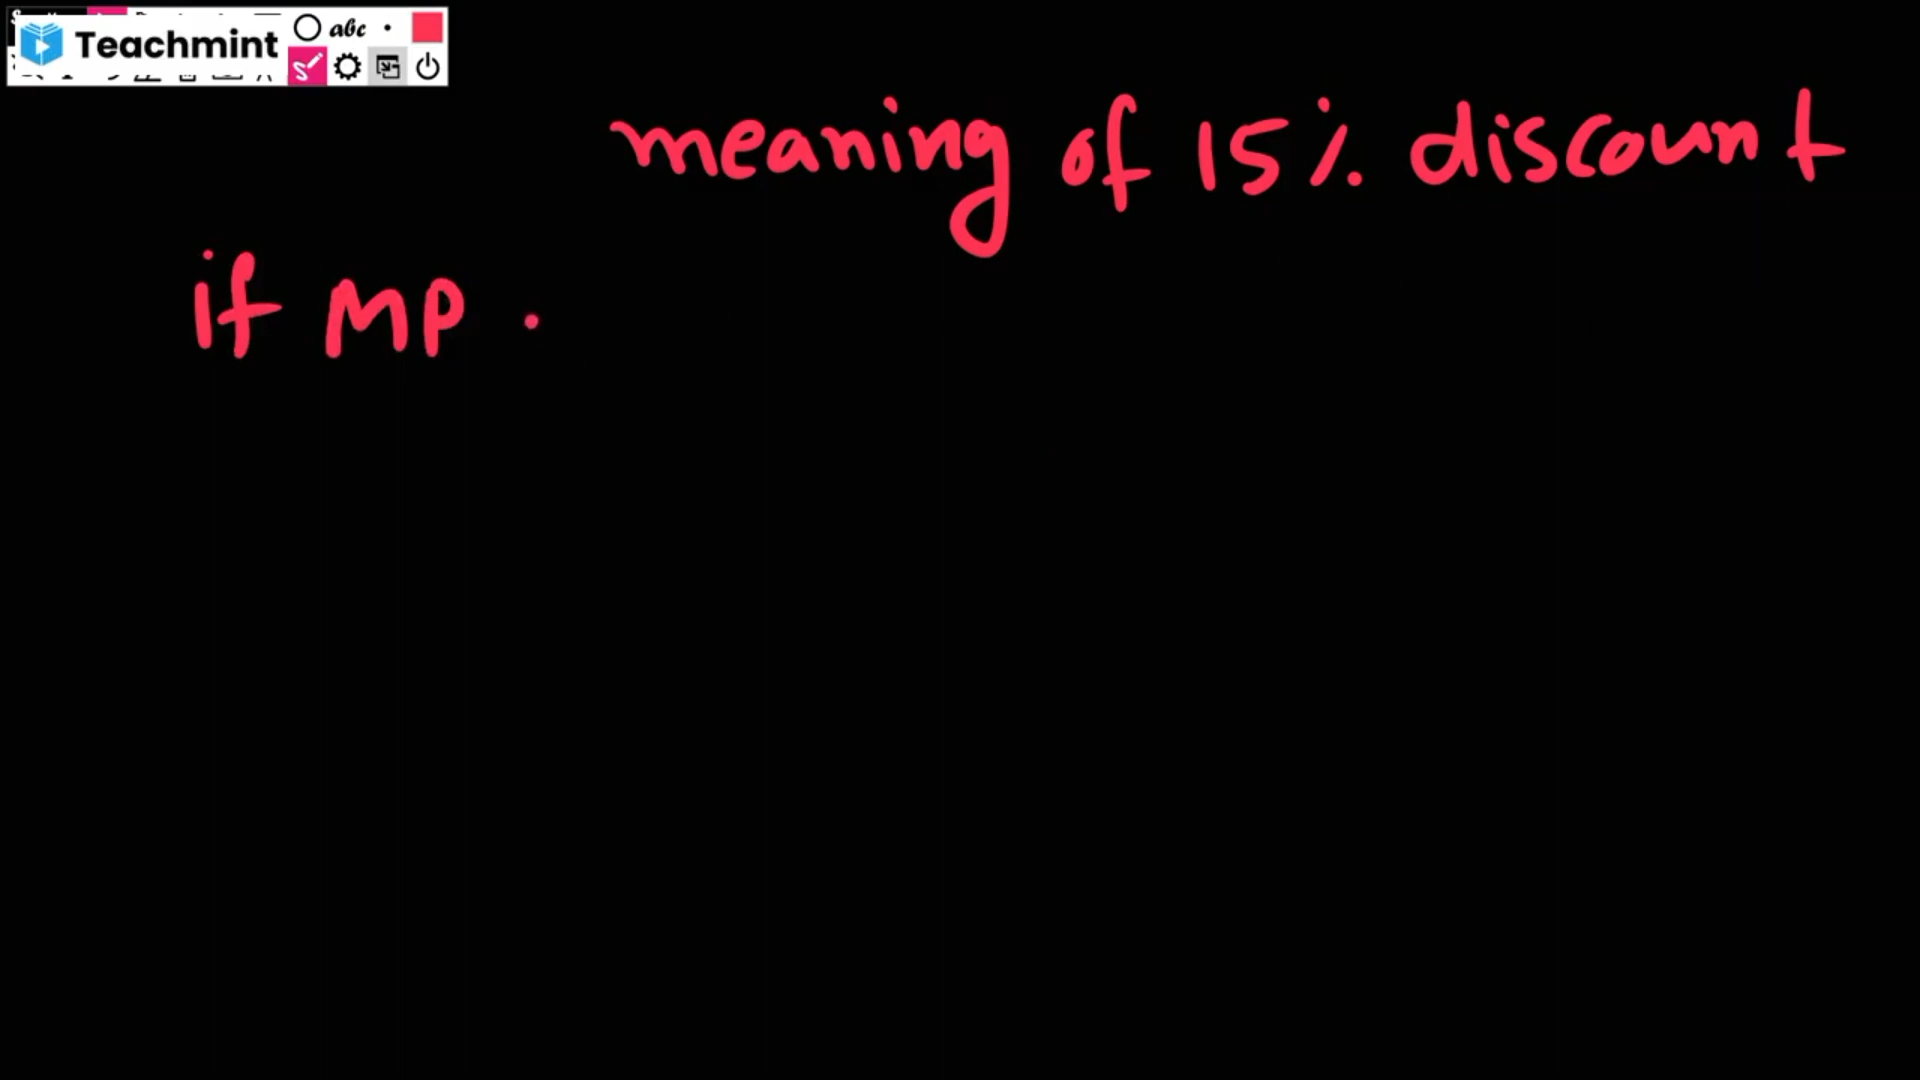 Teachmint
abc
meaning of 15% discount
if MP .